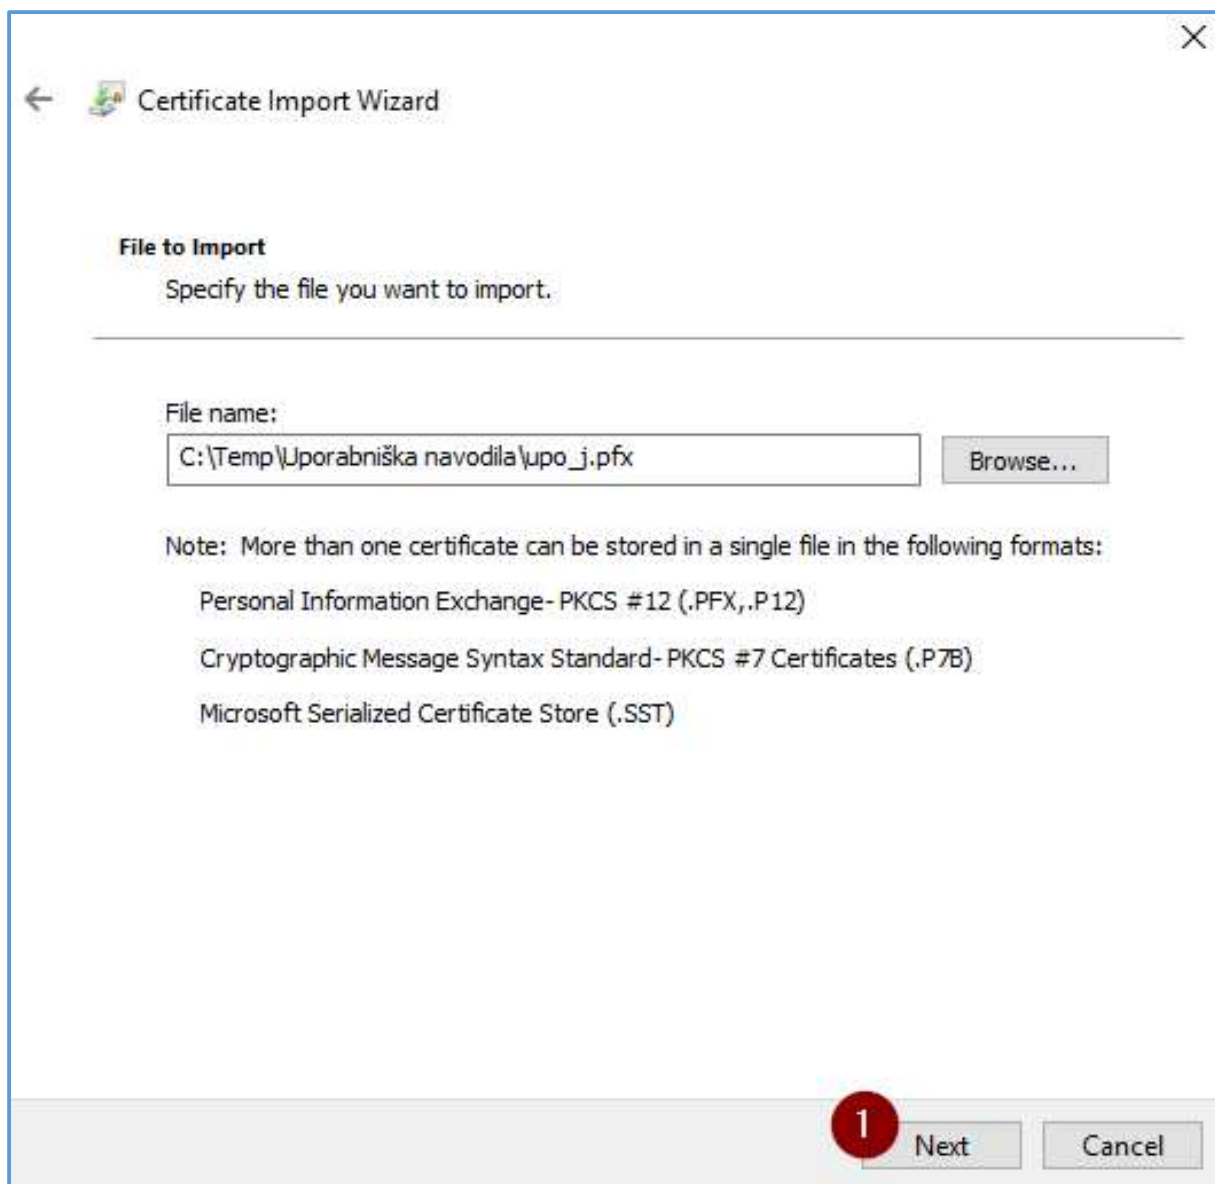 Certificate Import Wizard
File to Import
Specify the file you want to import.
File name:
C:\Temp\Uporabniška navodila\upo_j.pfx
Browse...
Note: More than one certificate can be stored in a single file in the following formats:
Personal Information Exchange- PKCS #12 (.PFX,.P12)
Cryptographic Message Syntax Standard- PKCS #7 Certificates (.P7B)
Microsoft Serialized Certificate Store (.SST)
1
Next
Cancel